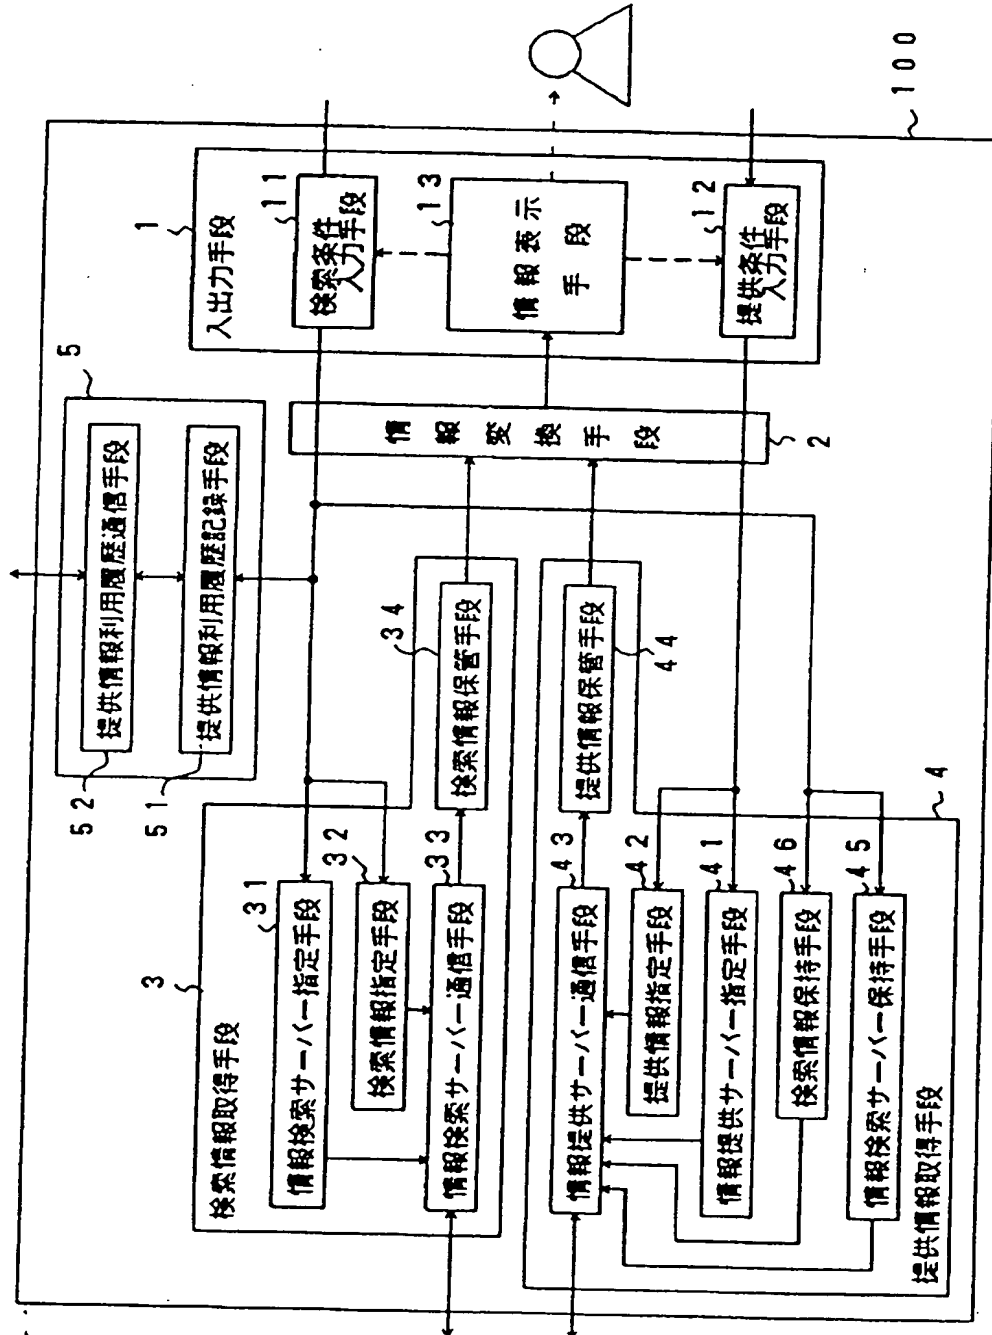 100
1
入出力手段
11
検索条件
入力手段
13
情報表示
手段
12
提供条件
入力手段
5
52
提供情報利用履歴通信手段
51
提供情報利用履歴記録手段
情報変換手段
2
3
検索情報取得手段
31
情報検索サーバー指定手段
32
検索情報指定手段
33
情報検索サーバー通信手段
34
検索情報保管手段
4
43
情報提供サーバー通信手段
44
提供情報保管手段
42
提供情報指定手段
41
情報提供サーバー指定手段
46
検索情報保持手段
45
情報検索サーバー保持手段
提供情報取得手段